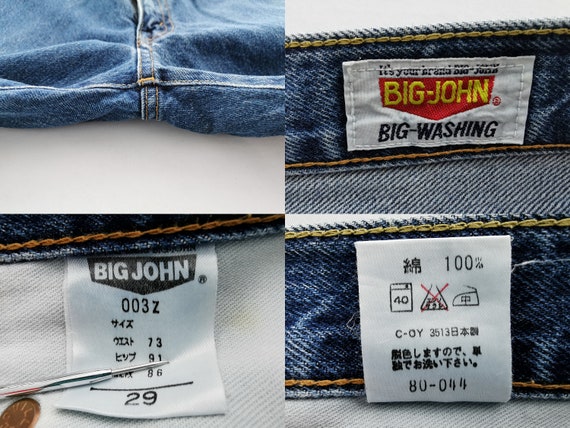 It's your brand BIG JOHN
BIG-JOHN®
BIG-WASHING
BIG JOHN®
003Z
サイズ
ウエスト 73
ヒップ 91
86
29
綿 100%
40 中
C-OY 3513日本製
脱色しますので、単
独でお洗い下さい。
80-044